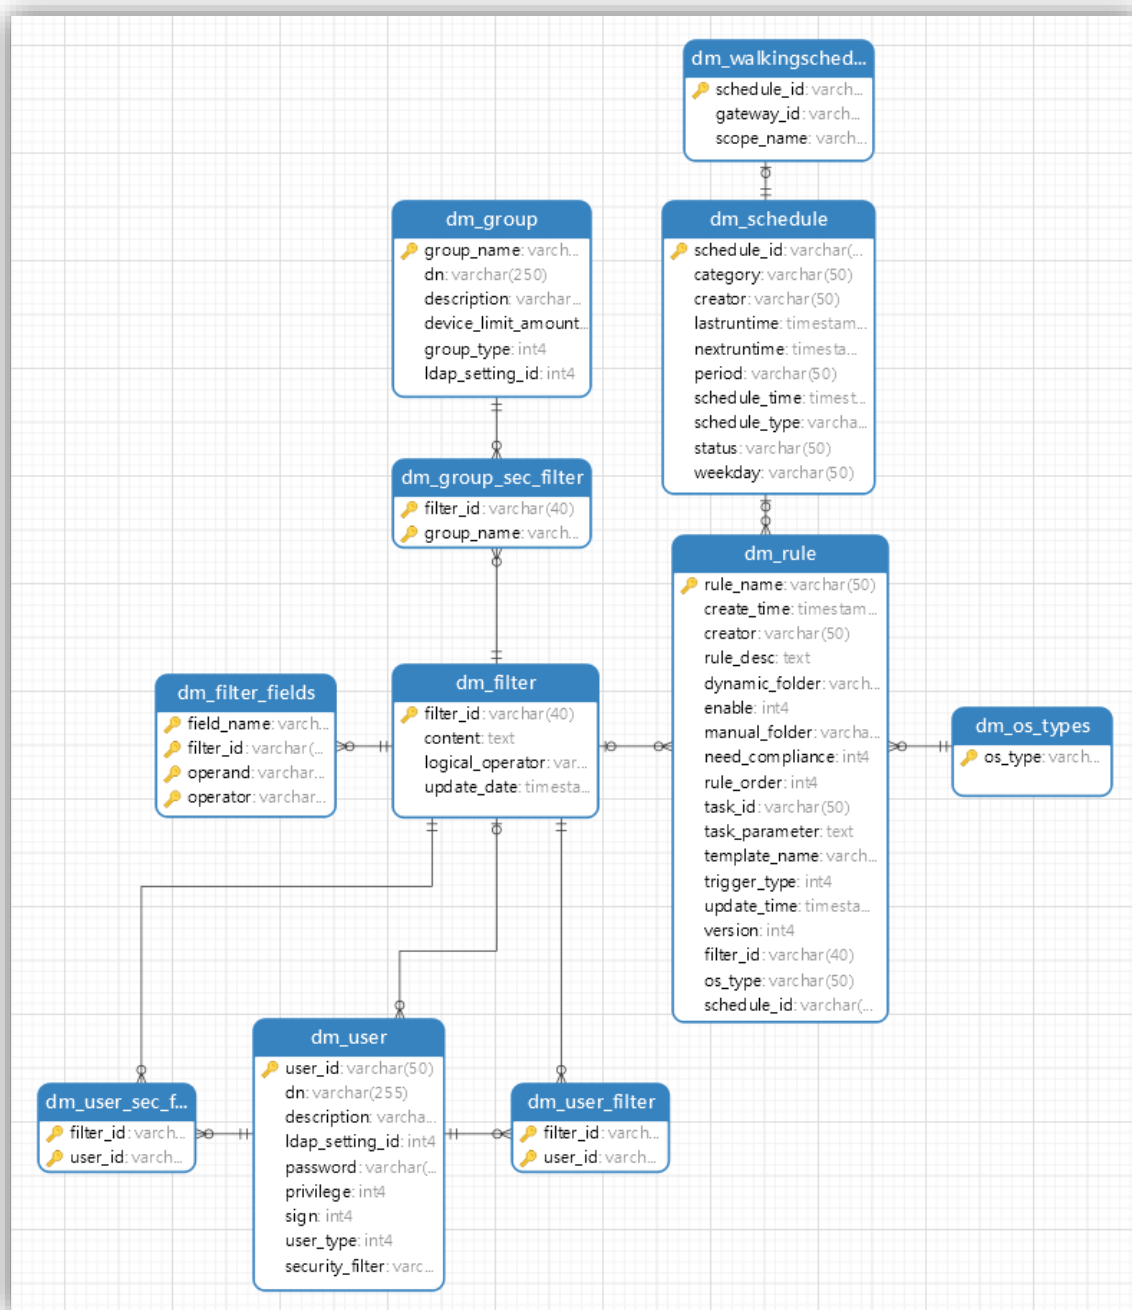 dm_walkingsched...
schedule_id: varch...
gateway_id: varch...
scope_name: varch...
dm_group
group_name: varch...
dn: varchar(250)
description: varchar...
device_limit_amount...
group_type: int4
ldap_setting_id: int4
dm_schedule
schedule_id: varchar(...
category: varchar(50)
creator: varchar(50)
lastruntime: timestam...
nextruntime: timesta...
period: varchar(50)
schedule_time: timest...
schedule_type: varcha...
status: varchar(50)
weekday: varchar(50)
dm_group_sec_filter
filter_id: varchar(40)
group_name: varch...
dm_rule
rule_name: varchar(50)
create_time: timestam...
creator: varchar(50)
rule_desc: text
dynamic_folder: varch...
enable: int4
manual_folder: varcha...
need_compliance: int4
rule_order: int4
task_id: varchar(50)
task_parameter: text
template_name: varch...
trigger_type: int4
update_time: timesta...
version: int4
filter_id: varchar(40)
os_type: varchar(50)
schedule_id: varchar(...
dm_filter_fields
field_name: varch...
filter_id: varchar(...
operand: varchar...
operator: varchar...
dm_filter
filter_id: varchar(40)
content: text
logical_operator: var...
update_date: timesta...
dm_os_types
os_type: varch...
dm_user
user_id: varchar(50)
dn: varchar(255)
description: varcha...
ldap_setting_id: int4
password: varchar(...
privilege: int4
sign: int4
user_type: int4
security_filter: varc...
dm_user_sec_f...
filter_id: varch...
user_id: varch...
dm_user_filter
filter_id: varch...
user_id: varch...